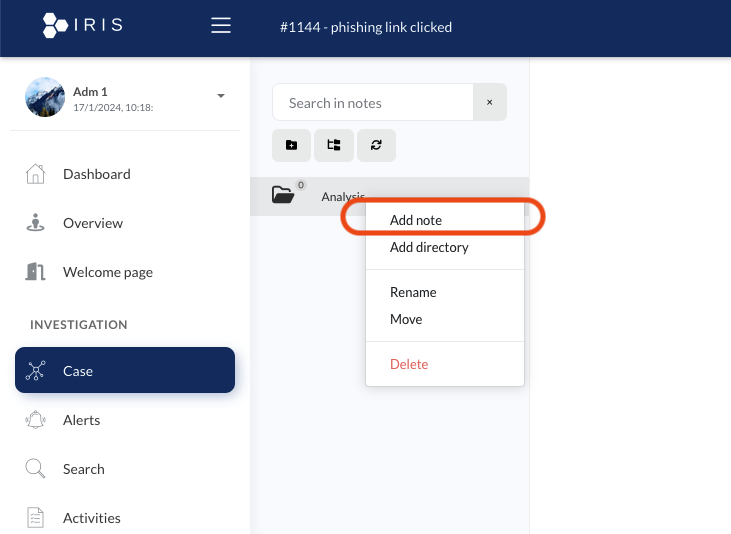 IRIS
#1144 - phishing link clicked
Adm 1
17/1/2024, 10:18:
Dashboard
Overview
Welcome page
INVESTIGATION
Case
Alerts
Search
Activities
Search in notes
×
0
Analysis
Add note
Add directory
Rename
Move
Delete